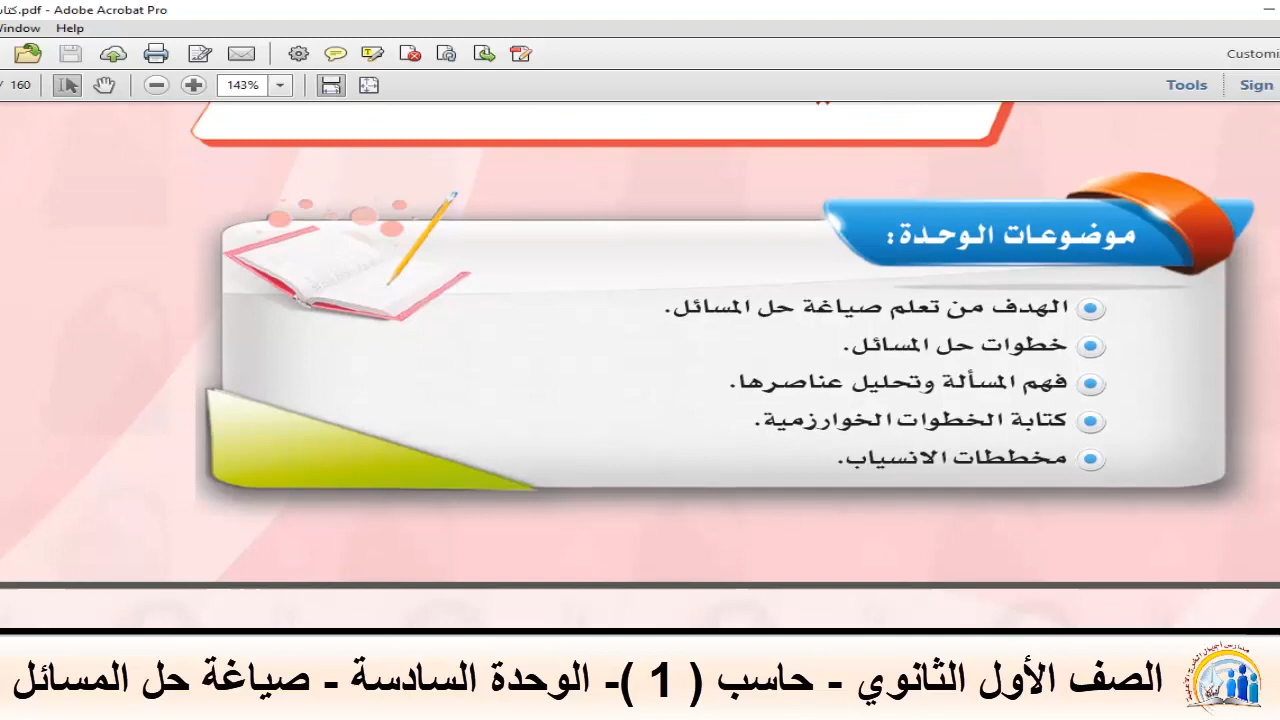 كتاب.pdf - Adobe Acrobat Pro
Window Help
Customi
/ 160
143%
Tools
Sign
موضوعات الوحدة:
الهدف من تعلم صياغة حل المسائل.
خطوات حل المسائل.
فهم المسألة وتحليل عناصرها.
كتابة الخطوات الخوارزمية.
مخططات الانسياب.
الصف الأول الثانوي - حاسب ( 1 )- الوحدة السادسة - صياغة حل المسائل